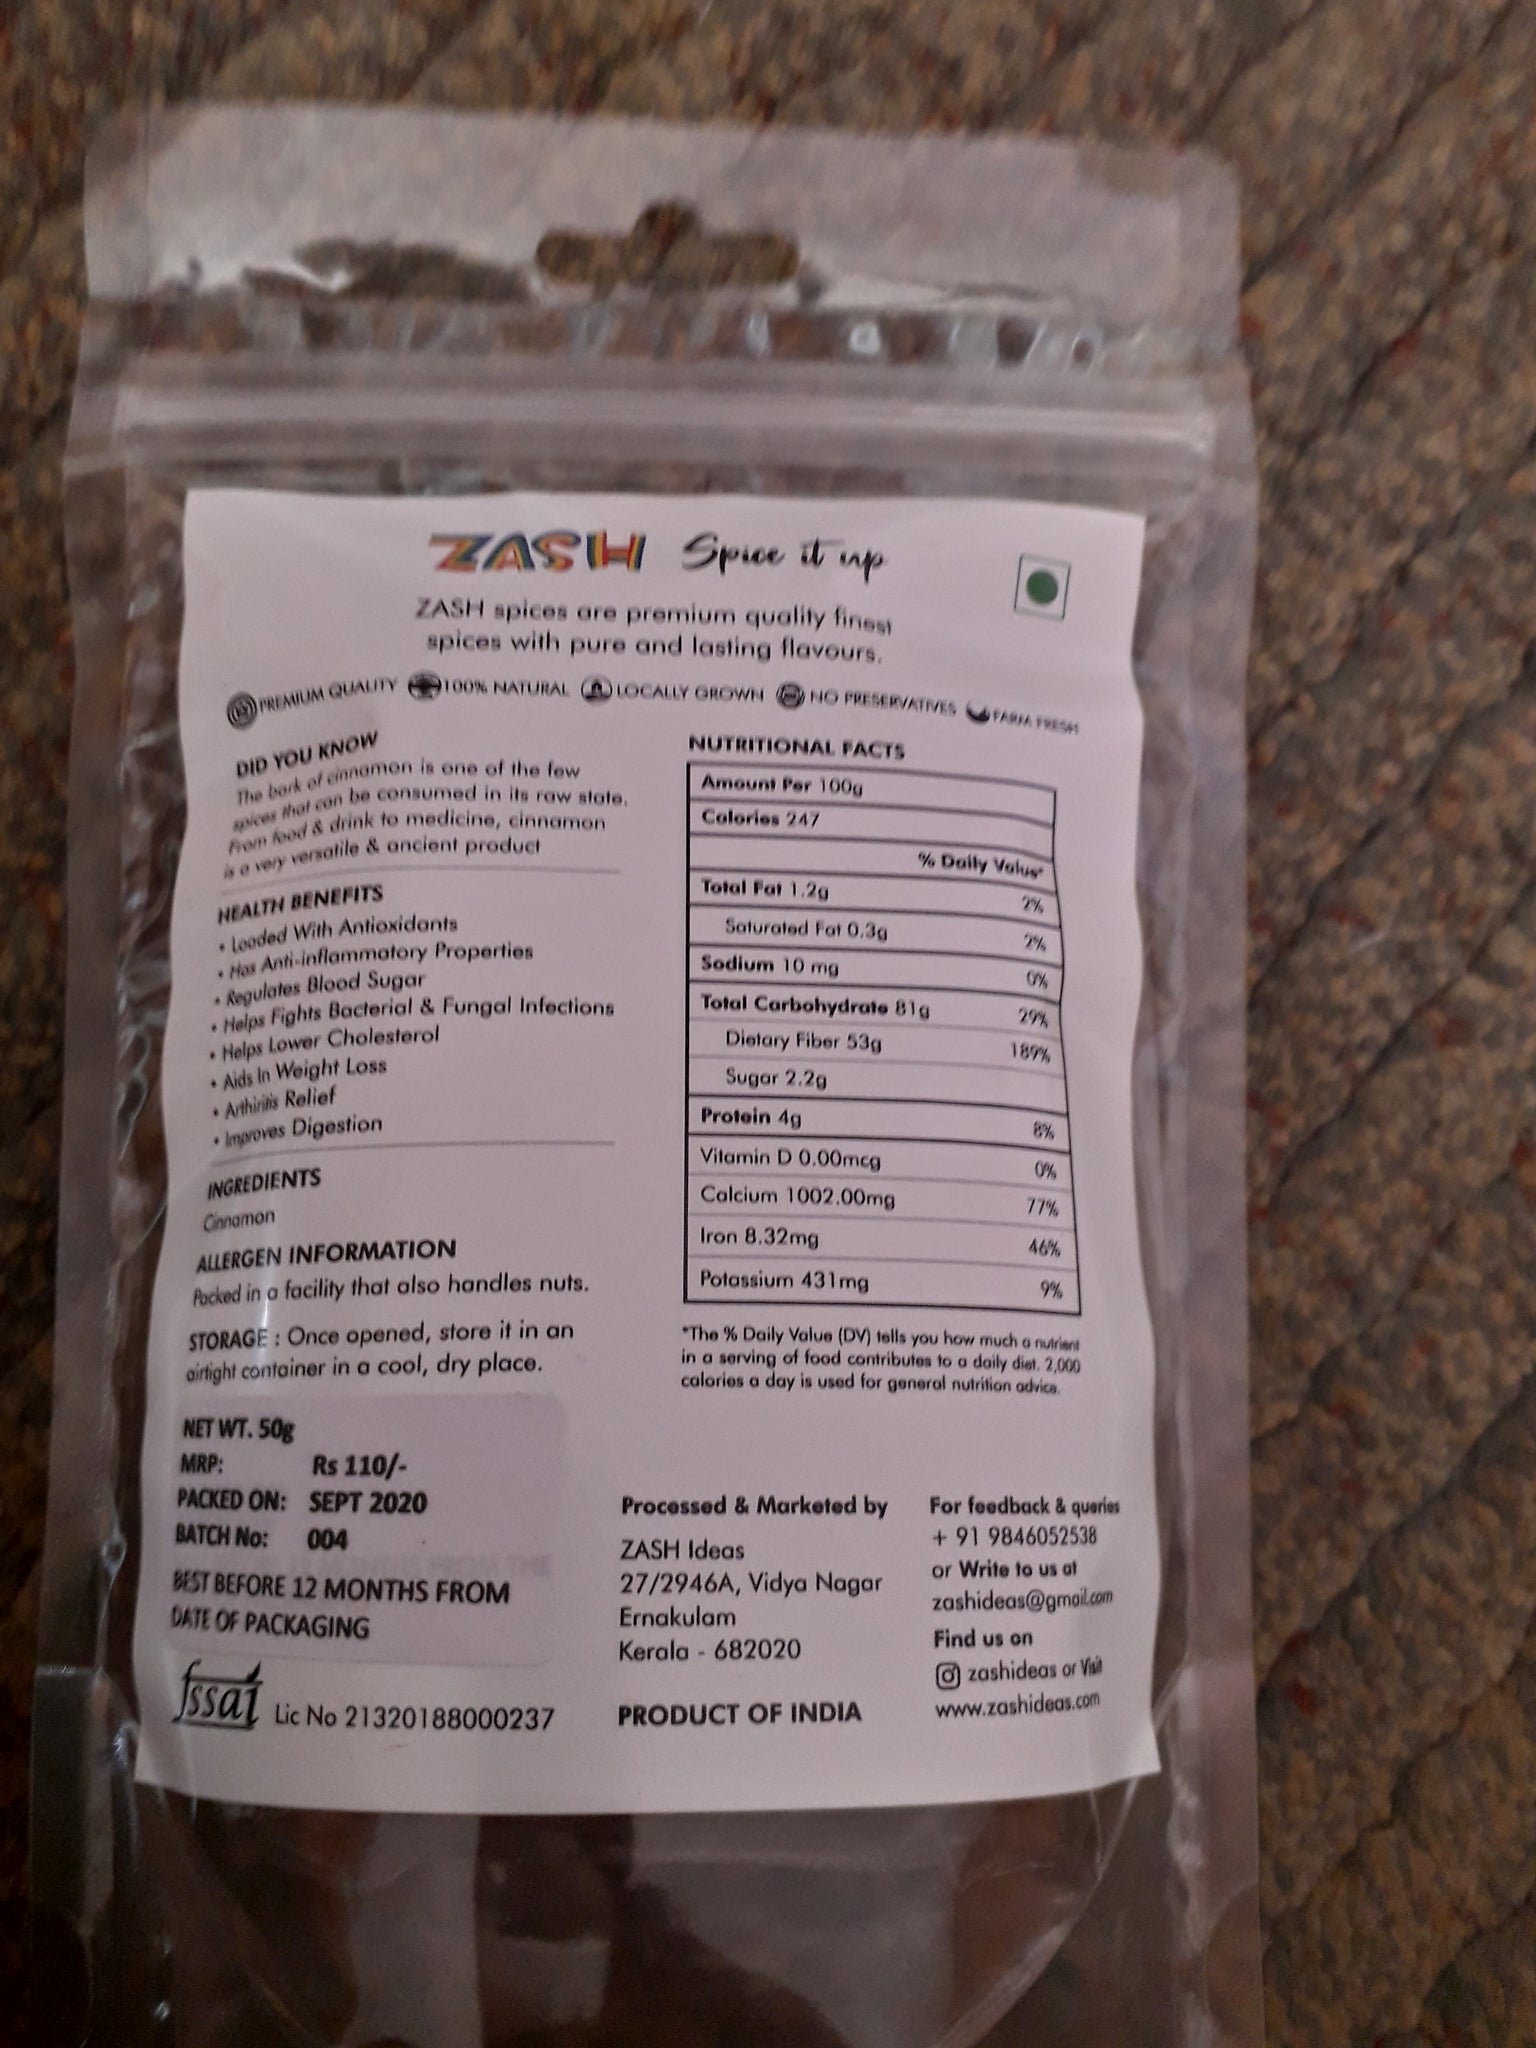 ZASH Spice it up
ZASH spices are premium quality finest
spices with pure and lasting flavours.
PREMIUM QUALITY 100% NATURAL LOCALLY GROWN NO PRESERVATIVES FARM FRESH
DID YOU KNOW
The bark of cinnamon is one of the few
spices that can be consumed in its raw state.
From food & drink to medicine, cinnamon
is a very versatile & ancient product
HEALTH BENEFITS
• Loaded With Antioxidants
• Has Anti-inflammatory Properties
• Regulates Blood Sugar
• Helps Fights Bacterial & Fungal Infections
• Helps Lower Cholesterol
• Aids In Weight Loss
• Arthiritis Relief
• Improves Digestion
INGREDIENTS
Cinnamon
ALLERGEN INFORMATION
Packed in a facility that also handles nuts.
STORAGE : Once opened, store it in an
airtight container in a cool, dry place.
NUTRITIONAL FACTS
Amount Per 100g
Calories 247
% Daily Value*
Total Fat 1.2g 2%
Saturated Fat 0.3g 2%
Sodium 10 mg 0%
Total Carbohydrate 81g 29%
Dietary Fiber 53g 189%
Sugar 2.2g
Protein 4g 8%
Vitamin D 0.00mcg 0%
Calcium 1002.00mg 77%
Iron 8.32mg 46%
Potassium 431mg 9%
*The % Daily Value (DV) tells you how much a nutrient
in a serving of food contributes to a daily diet. 2,000
calories a day is used for general nutrition advice.
NET WT. 50g
MRP: Rs 110/-
PACKED ON: SEPT 2020
BATCH No: 004
BEST BEFORE 12 MONTHS FROM
DATE OF PACKAGING
fssai Lic No 21320188000237
Processed & Marketed by
ZASH Ideas
27/2946A, Vidya Nagar
Ernakulam
Kerala - 682020
PRODUCT OF INDIA
For feedback & queries
+ 91 9846052538
or Write to us at
zashideas@gmail.com
Find us on
zashideas or Visit
www.zashideas.com